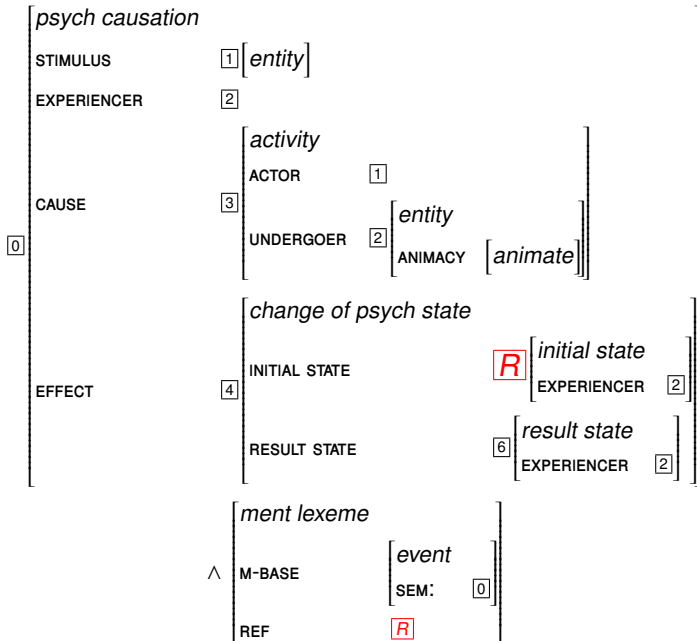 psych causation
STIMULUS 1 [entity]
EXPERIENCER 2
activity
ACTOR 1
CAUSE 3
entity
UNDERGOER 2
ANIMACY [animate]
0
change of psych state
initial state
INITIAL STATE R
EXPERIENCER 2
EFFECT 4
result state
RESULT STATE 6
EXPERIENCER 2
ment lexeme
event
∧ M-BASE
SEM: 0
REF R